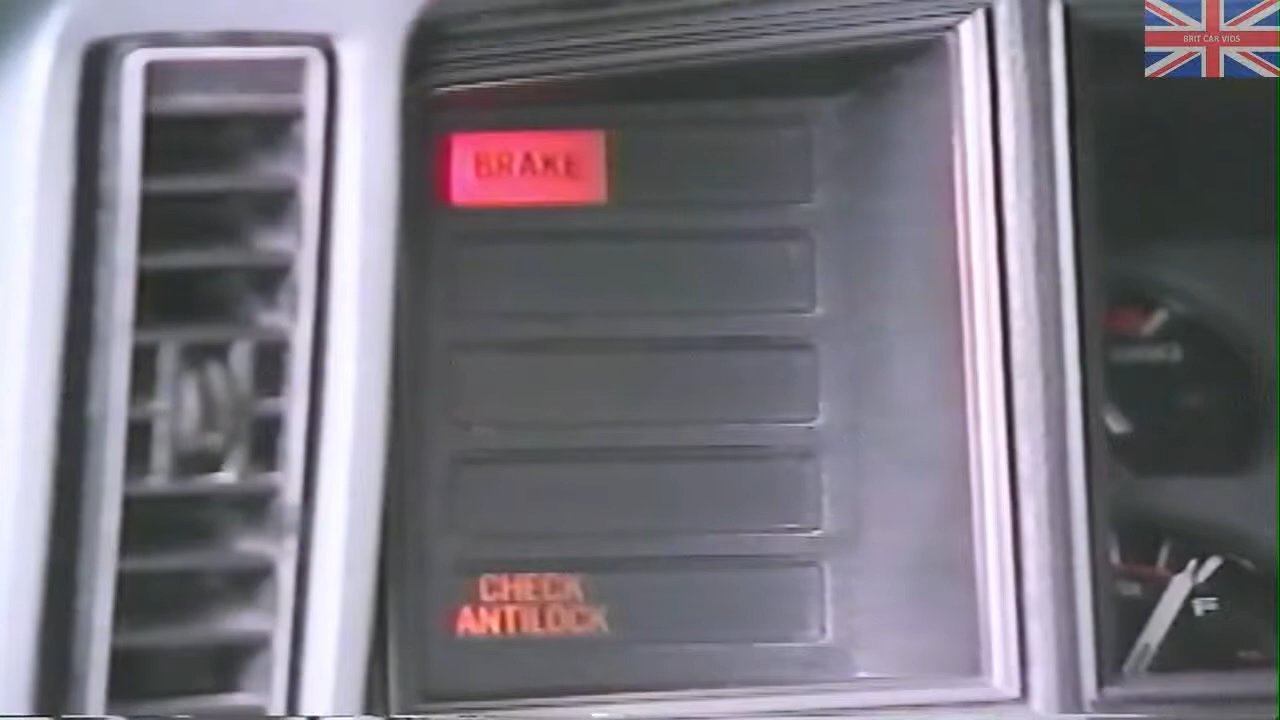 BRIT CAR VIDS
BRAKE
CHECK
ANTILOCK
F